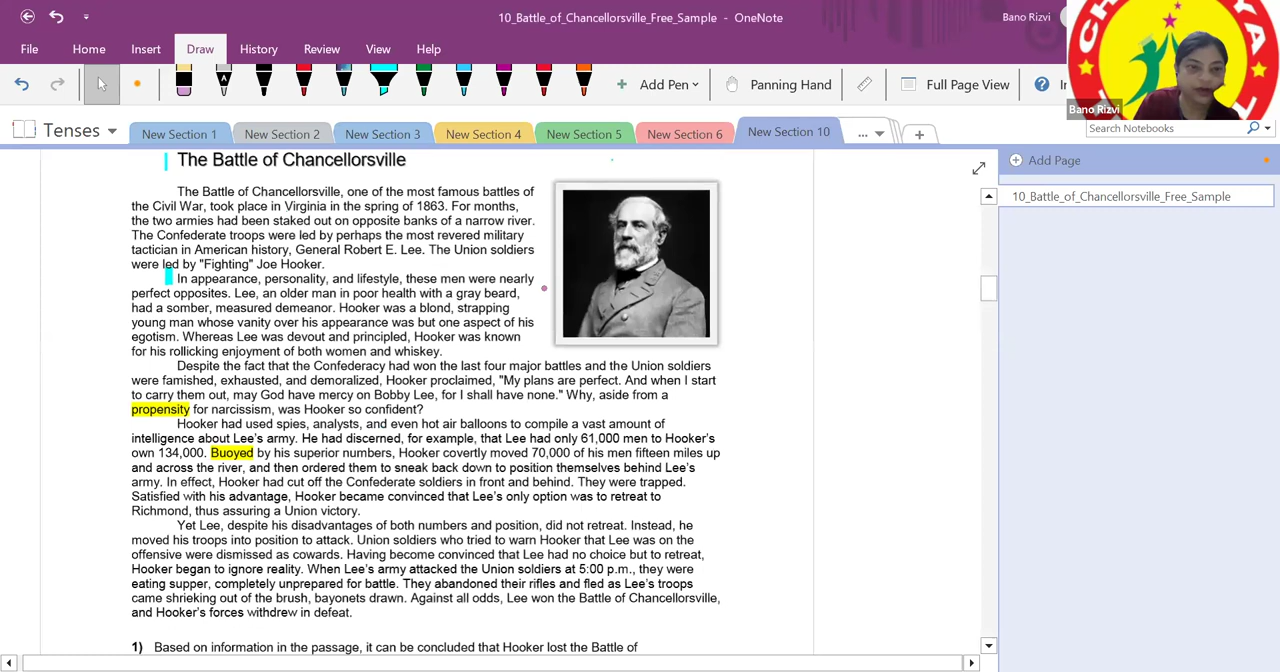 10_Battle_of_Chancellorsville_Free_Sample - OneNote
Bano Rizvi
File Home Insert Draw History Review View Help
Add Pen Panning Hand Full Page View
Bano Rizvi
Tenses New Section 1 New Section 2 New Section 3 New Section 4 New Section 5 New Section 6 New Section 10 ... Search Notebooks
Add Page
10_Battle_of_Chancellorsville_Free_Sample
The Battle of Chancellorsville
The Battle of Chancellorsville, one of the most famous battles of
the Civil War, took place in Virginia in the spring of 1863. For months,
the two armies had been staked out on opposite banks of a narrow river.
The Confederate troops were led by perhaps the most revered military
tactician in American history, General Robert E. Lee. The Union soldiers
were led by "Fighting" Joe Hooker.
In appearance, personality, and lifestyle, these men were nearly
perfect opposites. Lee, an older man in poor health with a gray beard,
had a somber, measured demeanor. Hooker was a blond, strapping
young man whose vanity over his appearance was but one aspect of his
egotism. Whereas Lee was devout and principled, Hooker was known
for his rollicking enjoyment of both women and whiskey.
Despite the fact that the Confederacy had won the last four major battles and the Union soldiers
were famished, exhausted, and demoralized, Hooker proclaimed, "My plans are perfect. And when I start
to carry them out, may God have mercy on Bobby Lee, for I shall have none." Why, aside from a
propensity for narcissism, was Hooker so confident?
Hooker had used spies, analysts, and even hot air balloons to compile a vast amount of
intelligence about Lee's army. He had discerned, for example, that Lee had only 61,000 men to Hooker's
own 134,000. Buoyed by his superior numbers, Hooker covertly moved 70,000 of his men fifteen miles up
and across the river, and then ordered them to sneak back down to position themselves behind Lee's
army. In effect, Hooker had cut off the Confederate soldiers in front and behind. They were trapped.
Satisfied with his advantage, Hooker became convinced that Lee's only option was to retreat to
Richmond, thus assuring a Union victory.
Yet Lee, despite his disadvantages of both numbers and position, did not retreat. Instead, he
moved his troops into position to attack. Union soldiers who tried to warn Hooker that Lee was on the
offensive were dismissed as cowards. Having become convinced that Lee had no choice but to retreat,
Hooker began to ignore reality. When Lee's army attacked the Union soldiers at 5:00 p.m., they were
eating supper, completely unprepared for battle. They abandoned their rifles and fled as Lee's troops
came shrieking out of the brush, bayonets drawn. Against all odds, Lee won the Battle of Chancellorsville,
and Hooker's forces withdrew in defeat.
1) Based on information in the passage, it can be concluded that Hooker lost the Battle of